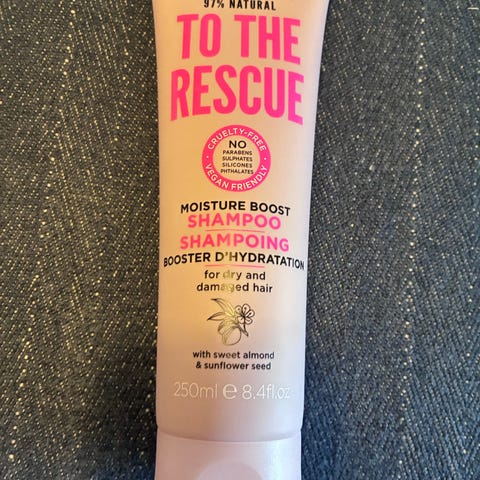 97% NATURAL
TO THE
RESCUE
CRUELTY-FREE
NO
PARABENS
SULPHATES
SILICONES
PHTHALATES
VEGAN FRIENDLY
MOISTURE BOOST
SHAMPOO
SHAMPOING
BOOSTER D'HYDRATATION
for dry and
damaged hair
with sweet almond
& sunflower seed
250ml e 8.4fl.oz